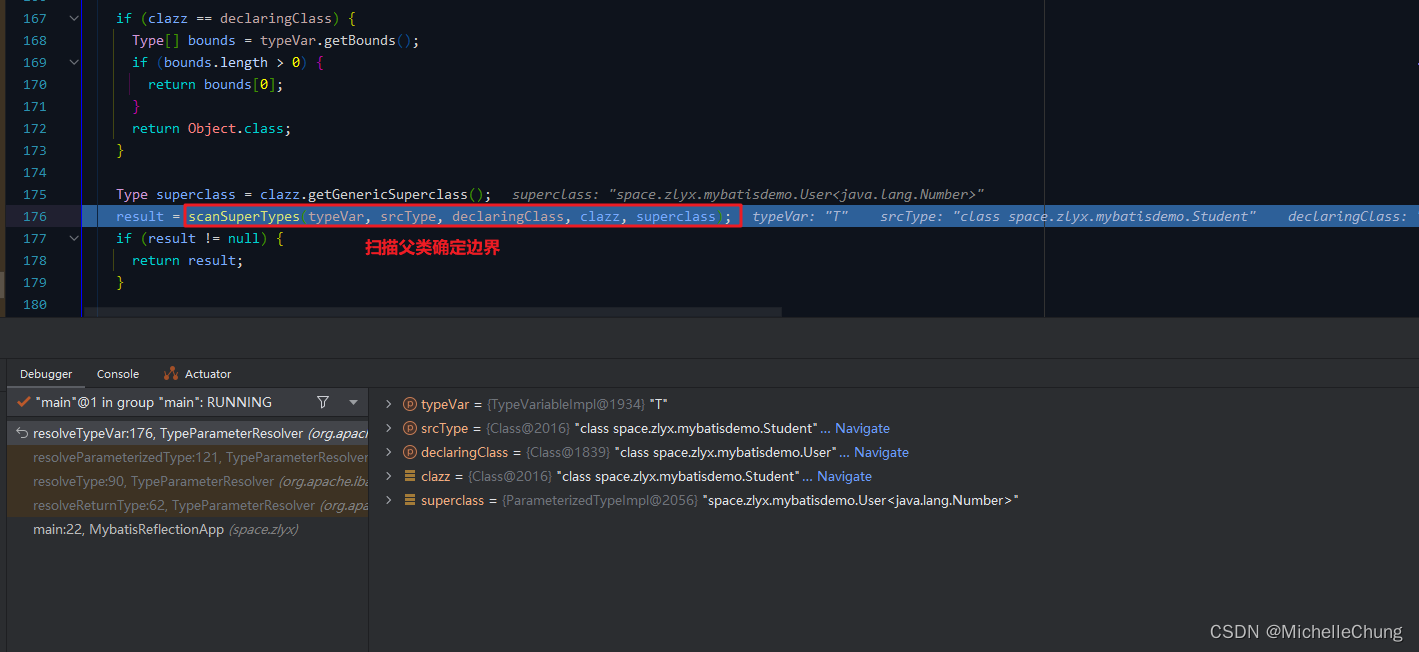 167 if (clazz == declaringClass) {
168 Type[] bounds = typeVar.getBounds();
169 if (bounds.length > 0) {
170 return bounds[0];
171 }
172 return Object.class;
173 }
174
175 Type superclass = clazz.getGenericSuperclass(); superclass: "space.zlyx.mybatisdemo.User<java.lang.Number>"
176 result = scanSuperTypes(typeVar, srcType, declaringClass, clazz, superclass); typeVar: "T" srcType: "class space.zlyx.mybatisdemo.Student" declaringClass:
177 if (result != null) {
扫描父类确定边界
178 return result;
179 }
180
Debugger Console Actuator
"main"@1 in group "main": RUNNING
resolveTypeVar:176, TypeParameterResolver (org.apac
resolveParameterizedType:121, TypeParameterResolver
resolveType:90, TypeParameterResolver (org.apache.iba
resolveReturnType:62, TypeParameterResolver (org.apa
main:22, MybatisReflectionApp (space.zlyx)
typeVar = {TypeVariableImpl@1934} "T"
srcType = {Class@2016} "class space.zlyx.mybatisdemo.Student"... Navigate
declaringClass = {Class@1839} "class space.zlyx.mybatisdemo.User"... Navigate
clazz = {Class@2016} "class space.zlyx.mybatisdemo.Student"... Navigate
superclass = {ParameterizedTypeImpl@2056} "space.zlyx.mybatisdemo.User<java.lang.Number>"
CSDN @MichelleChung